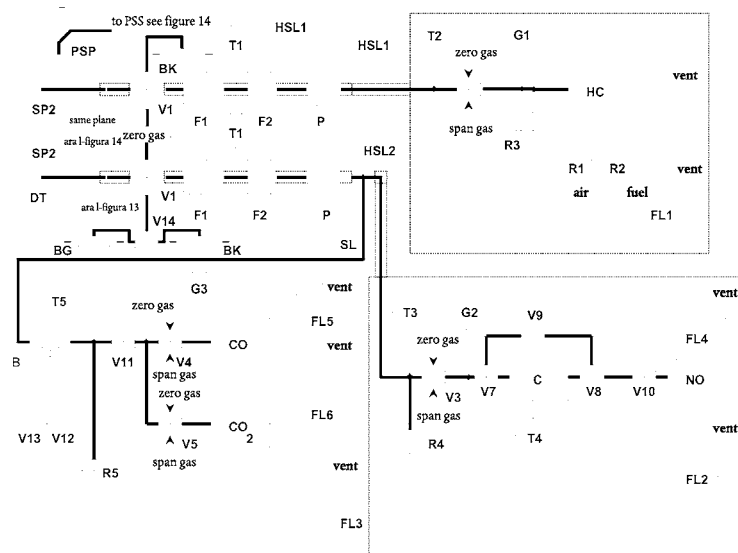 to PSS see figure 14
PSP
HSL1
T1
HSL1
T2
G1
zero gas
BK
vent
HC
SP2
V1
F1
F2
P
span gas
same plane
ara l-figura 14
zero gas
T1
R3
HSL2
SP2
R1
R2
vent
air
fuel
DT
ara l-figura 13
V1
F1
F2
P
FL1
V14
BG
BK
SL
G3
vent
vent
T5
zero gas
FL5
T3
G2
V9
zero gas
FL4
B
V11
V4
CO
vent
span gas
zero gas
V3
V7
C
V8
V10
NO
span gas
FL6
V13
V12
V5
CO
2
span gas
R4
T4
vent
R5
vent
FL2
FL3